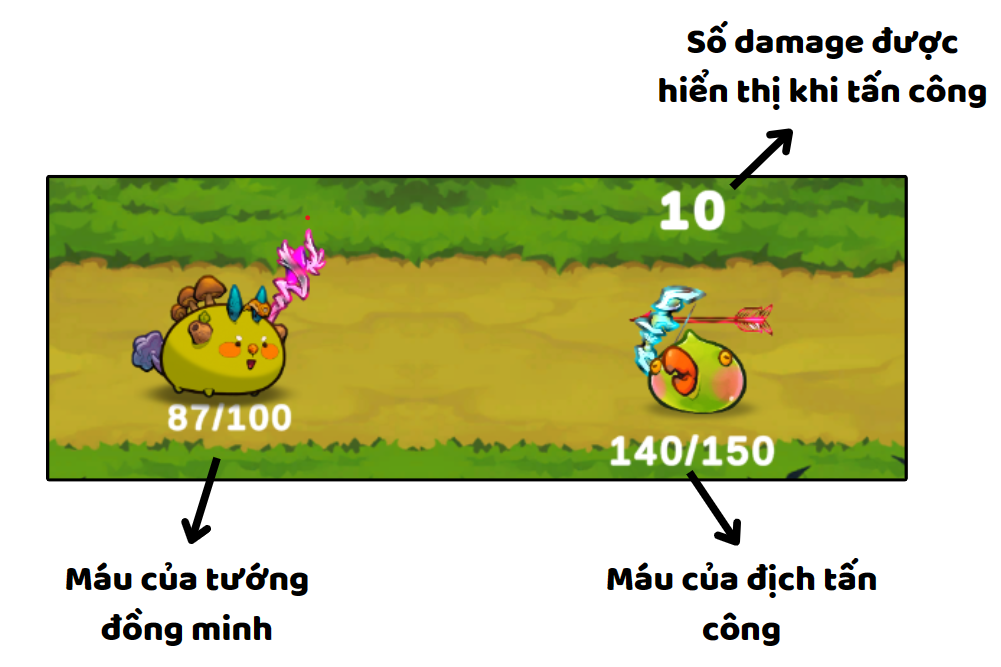 Số damage được
hiển thị khi tấn công
10
87/100
140/150
Máu của tướng
đồng minh
Máu của địch tấn
công